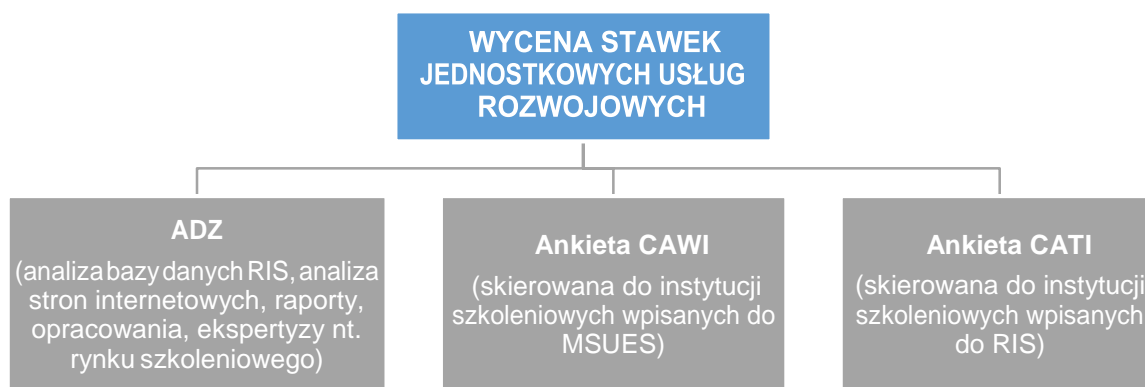 WYCENA STAWEK
JEDNOSTKOWYCH USŁUG
ROZWOJOWYCH
ADZ
(analiza bazy danych RIS, analiza
stron internetowych, raporty,
opracowania, ekspertyzy nt.
rynku szkoleniowego)
Ankieta CAWI
(skierowana do instytucji
szkoleniowych wpisanych do
MSUES)
Ankieta CATI
(skierowana do instytucji
szkoleniowych wpisanych
do RIS)